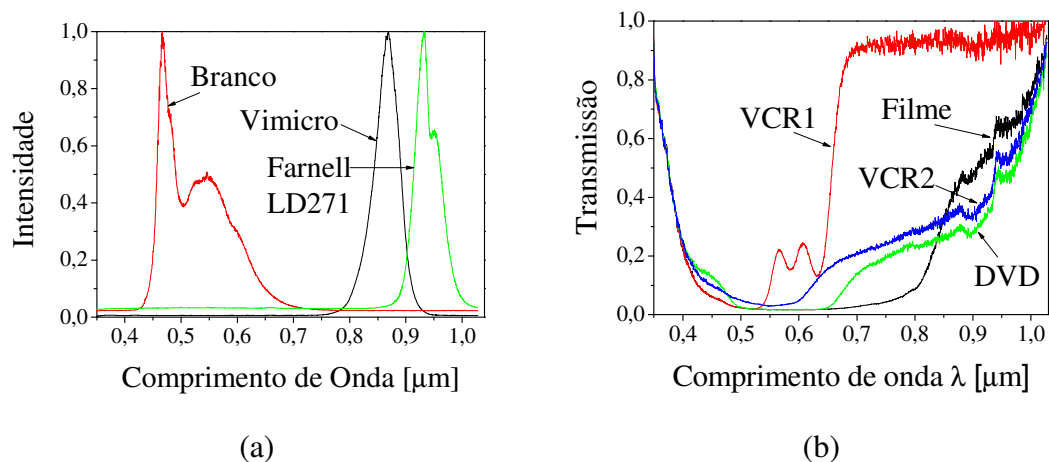 1,0
0,8
0,6
0,4
0,2
0,0
Intensidade
Branco
Vimicro
Farnell
LD271
0,4 0,5 0,6 0,7 0,8 0,9 1,0
Comprimento de Onda [µm]
(a)
1,0
0,8
0,6
0,4
0,2
0,0
Transmissão
VCR1
Filme
VCR2
DVD
0,4 0,5 0,6 0,7 0,8 0,9 1,0
Comprimento de onda λ [µm]
(b)